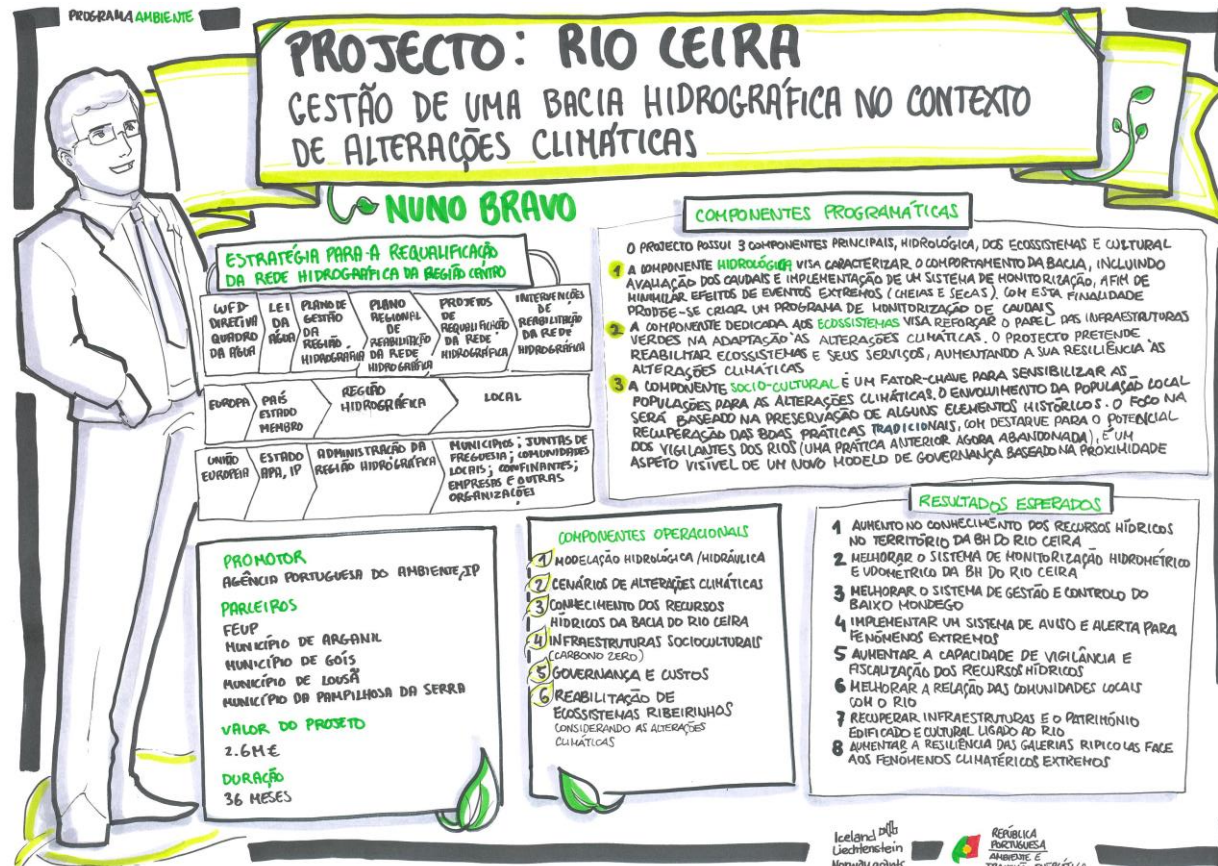 PROGRAMA AMBIENTE
PROJECTO: RIO CEIRA
GESTÃO DE UMA BACIA HIDROGRÁFICA NO CONTEXTO
DE ALTERAÇÕES CLIMÁTICAS
NUNO BRAVO
ESTRATÉGIA PARA A REQUALIFICAÇÃO
DA REDE HIDROGRÁFICA DA REGIÃO CENTRO
WFD-
DIRETIVA
QUADRO
DA ÁGUA
LEI
DA
ÁGUA
PLANO DE
GESTÃO
DA
REGIÃO
HIDROGRAFIA
PLANO
REGIONAL
DE
REABILITAÇÃO
DA REDE
HIDROGRÁFICA
PROJETOS
DE
REQUALIFICAÇÃO
DA REDE
HIDROGRÁFICA
INTERVENÇÕES
DE
REABILITAÇÃO
DA REDE
HIDROGRÁFICA
EUROPA
PAÍS
ESTADO
MEMBRO
REGIÃO
HIDROGRÁFICA
LOCAL
UNIÃO
EUROPEIA
ESTADO
APA, IP
ADMINISTRAÇÃO DA
REGIÃO HIDROGRÁFICA
MUNICÍPIOS; JUNTAS DE
FREGUESIA; COMUNIDADES
LOCAIS; CONFINANTES;
EMPRESAS E OUTRAS
ORGANIZAÇÕES
COMPONENTES PROGRAMÁTICAS
O PROJECTO POSSUI 3 COMPONENTES PRINCIPAIS, HIDROLÓGICA, DOS ECOSSISTEMAS E CULTURAL
1 A COMPONENTE HIDROLÓGICA VISA CARACTERIZAR O COMPORTAMENTO DA BACIA, INCLUINDO
AVALIAÇÃO DOS CAUDAIS E IMPLEMENTAÇÃO DE UM SISTEMA DE MONITORIZAÇÃO, AFIM DE
MINIMIZAR EFEITOS DE EVENTOS EXTREMOS (CHEIAS E SECAS). COM ESTA FINALIDADE
PROPÕE-SE CRIAR UM PROGRAMA DE MONITORIZAÇÃO DE CAUDAIS
2 A COMPONENTE DEDICADA AOS ECOSSISTEMAS VISA REFORÇAR O PAPEL DAS INFRAESTRUTURAS
VERDES NA ADAPTAÇÃO ÀS ALTERAÇÕES CLIMÁTICAS. O PROJECTO PRETENDE
REABILITAR ECOSSISTEMAS E SEUS SERVIÇOS, AUMENTANDO A SUA RESILIÊNCIA ÀS
ALTERAÇÕES CLIMÁTICAS
3 A COMPONENTE SOCIO-CULTURAL É UM FATOR-CHAVE PARA SENSIBILIZAR AS
POPULAÇÕES PARA AS ALTERAÇÕES CLIMÁTICAS. O ENVOLVIMENTO DA POPULAÇÃO LOCAL
SERÁ BASEADO NA PRESERVAÇÃO DE ALGUNS ELEMENTOS HISTÓRICOS. O FOCO NA
RECUPERAÇÃO DAS BOAS PRÁTICAS TRADICIONAIS, COM DESTAQUE PARA O POTENCIAL
DOS VIGILANTES DOS RIOS (UMA PRÁTICA ANTERIOR AGORA ABANDONADA), É UM
ASPÉTO VISÍVEL DE UM NOVO MODELO DE GOVERNANÇA BASEADO NA PROXIMIDADE
PROMOTOR
AGÊNCIA PORTUGUESA DO AMBIENTE, IP
PARCEIROS
FEUP
MUNICÍPIO DE ARGANIL
MUNICÍPIO DE GOÍS
MUNICÍPIO DE LOUSÃ
MUNICÍPIO DA PAMPILHOSA DA SERRA
VALOR DO PROJETO
2.6M€
DURAÇÃO
36 MESES
COMPONENTES OPERACIONAIS
1 MODELAÇÃO HIDROLÓGICA / HIDRÁULICA
2 CENÁRIOS DE ALTERAÇÕES CLIMÁTICAS
3 CONHECIMENTO DOS RECURSOS
HÍDRICOS DA BACIA DO RIO CEIRA
4 INFRAESTRUTURAS SOCIOCULTURAIS
(CARBONO ZERO)
5 GOVERNANÇA E CUSTOS
6 REABILITAÇÃO DE
ECOSSISTEMAS RIBEIRINHOS
CONSIDERANDO AS ALTERAÇÕES
CLIMÁTICAS
RESULTADOS ESPERADOS
1 AUMENTO NO CONHECIMENTO DOS RECURSOS HÍDRICOS
NO TERRITÓRIO DA BH DO RIO CEIRA
2 MELHORAR O SISTEMA DE MONITORIZAÇÃO HIDROMÉTRICO
E UDOMÉTRICO DA BH DO RIO CEIRA
3 MELHORAR O SISTEMA DE GESTÃO E CONTROLO DO
BAIXO MONDEGO
4 IMPLEMENTAR UM SISTEMA DE AVISO E ALERTA PARA
FENÓMENOS EXTREMOS
5 AUMENTAR A CAPACIDADE DE VIGILÂNCIA E
FISCALIZAÇÃO DOS RECURSOS HÍDRICOS
6 MELHORAR A RELAÇÃO DAS COMUNIDADES LOCAIS
COM O RIO
7 RECUPERAR INFRAESTRUTURAS E O PATRIMÓNIO
EDIFICADO E CULTURAL LIGADO AO RIO
8 AUMENTAR A RESILIÊNCIA DAS GALERIAS RIPICOLAS FACE
AOS FENÓMENOS CLIMATÉRICOS EXTREMOS
Iceland
Liechtenstein
Norway grants
REPÚBLICA
PORTUGUESA
AMBIENTE E